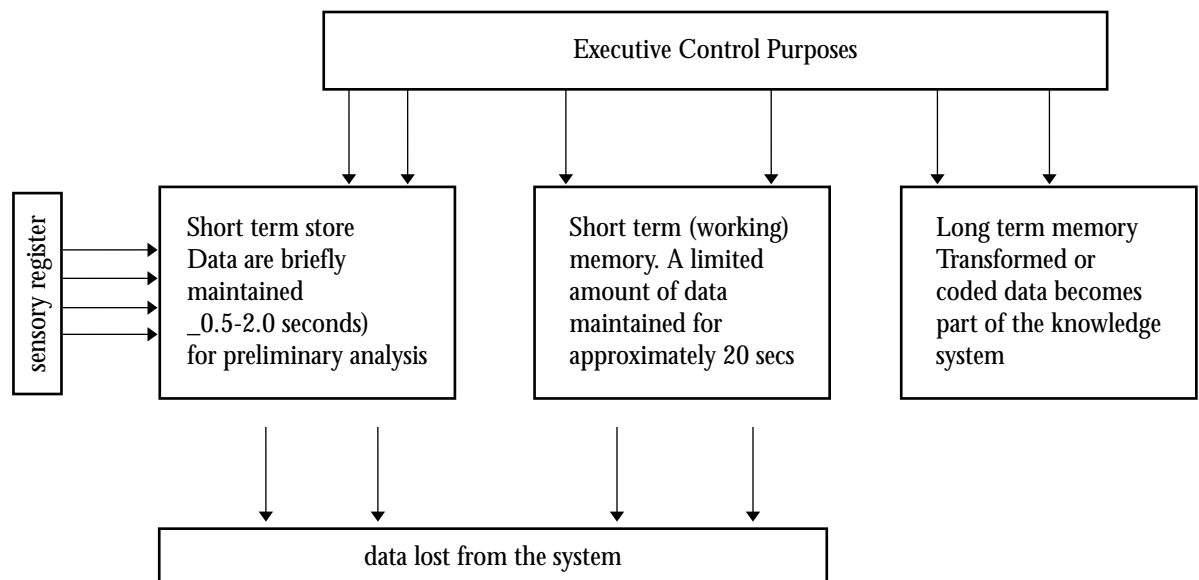 Executive Control Purposes
sensory register
Short term store
Data are briefly
maintained
_0.5-2.0 seconds)
for preliminary analysis
Short term (working)
memory. A limited
amount of data
maintained for
approximately 20 secs
Long term memory
Transformed or
coded data becomes
part of the knowledge
system
data lost from the system